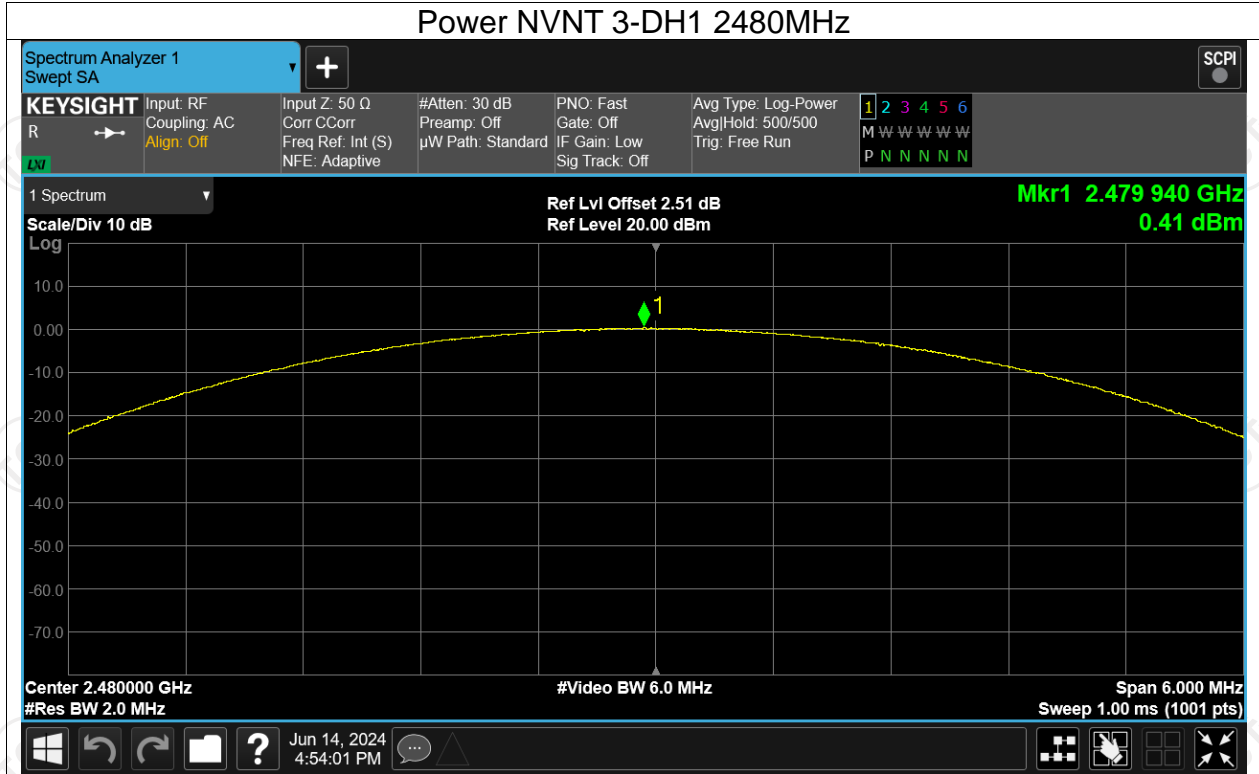 Power NVNT 3-DH1 2480MHz
Spectrum Analyzer 1
Swept SA
SCPI
KEYSIGHT
R
LXI
Input: RF
Coupling: AC
Align: Off
Input Z: 50 Ω
Corr CCorr
Freq Ref: Int (S)
NFE: Adaptive
#Atten: 30 dB
Preamp: Off
µW Path: Standard
PNO: Fast
Gate: Off
IF Gain: Low
Sig Track: Off
Avg Type: Log-Power
Avg|Hold: 500/500
Trig: Free Run
1 2 3 4 5 6
M W W W W W
P N N N N N
1 Spectrum
Scale/Div 10 dB
Ref Lvl Offset 2.51 dB
Ref Level 20.00 dBm
Mkr1 2.479 940 GHz
0.41 dBm
Log
10.0
0.00
-10.0
-20.0
-30.0
-40.0
-50.0
-60.0
-70.0
1
Center 2.480000 GHz
#Res BW 2.0 MHz
#Video BW 6.0 MHz
Span 6.000 MHz
Sweep 1.00 ms (1001 pts)
?
Jun 14, 2024
4:54:01 PM